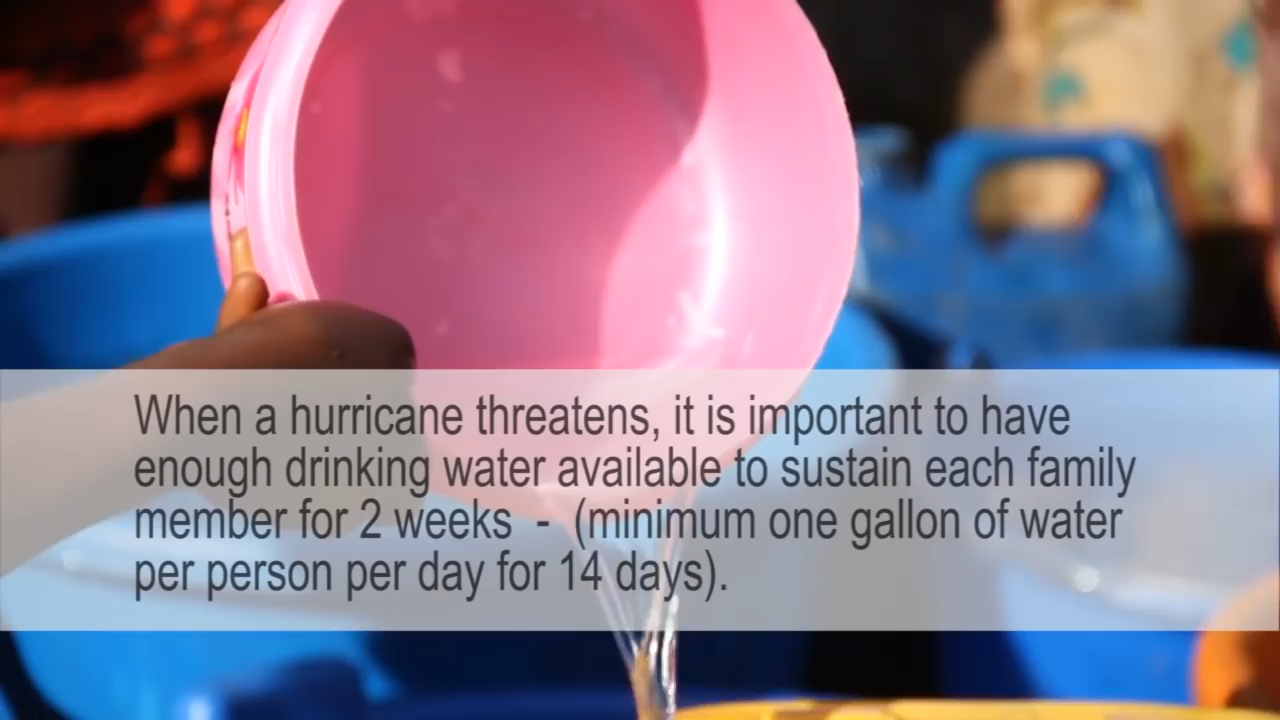 When a hurricane threatens, it is important to have
enough drinking water available to sustain each family
member for 2 weeks - (minimum one gallon of water
per person per day for 14 days).